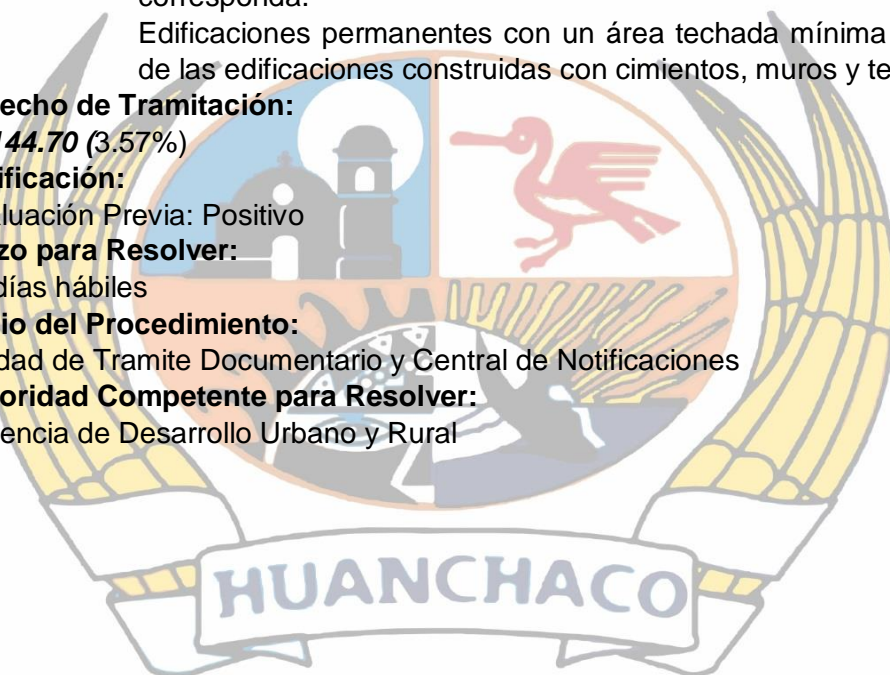 corresponda.
Edificaciones permanentes con un área techada mínima
de las edificaciones construidas con cimientos, muros y te
echo de Tramitación:
144.70 (3.57%)
ificación:
luación Previa: Positivo
zo para Resolver:
días hábiles
io del Procedimiento:
dad de Tramite Documentario y Central de Notificaciones
oridad Competente para Resolver:
encia de Desarrollo Urbano y Rural
HUANCHACO